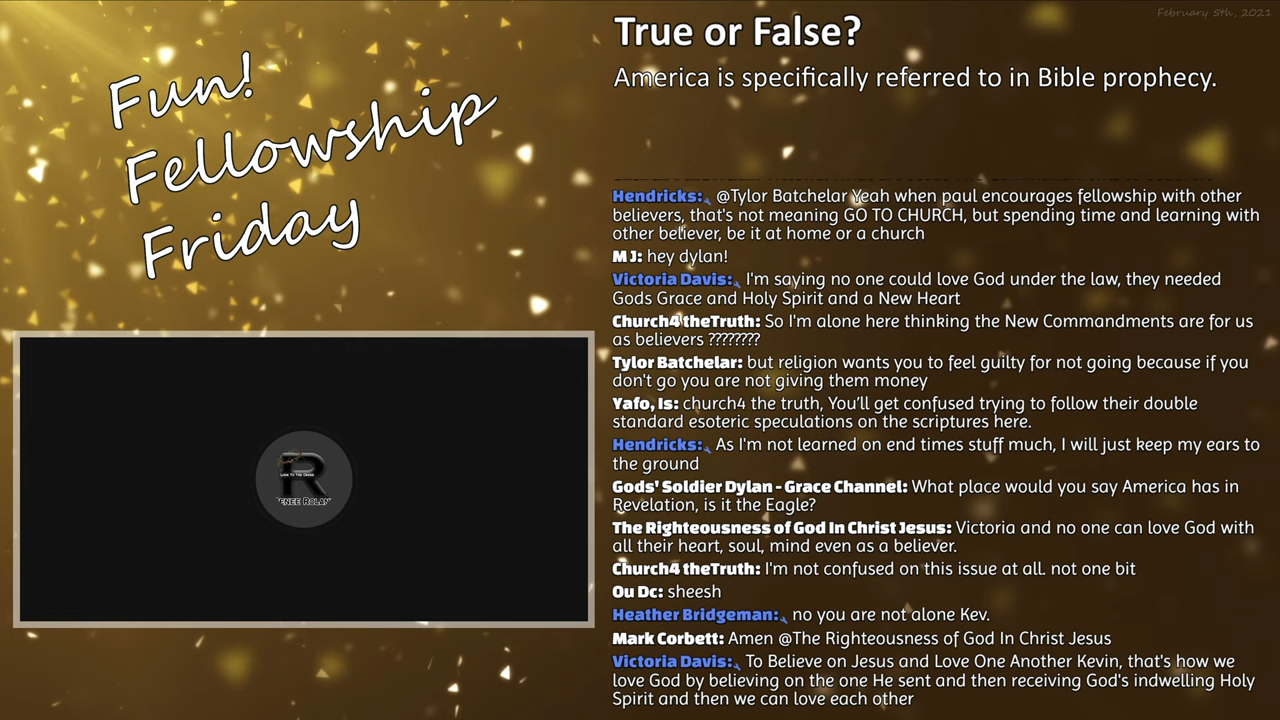 February 5th, 2021
Fun!
Fellowship
Friday
True or False?
America is specifically referred to in Bible prophecy.
Hendricks: @Tylor Batchelar Yeah when paul encourages fellowship with other
believers, that's not meaning GO TO CHURCH, but spending time and learning with
other believer, be it at home or a church
M J: hey dylan!
Victoria Davis: I'm saying no one could love God under the law, they needed
Gods Grace and Holy Spirit and a New Heart
Church4 theTruth: So I'm alone here thinking the New Commandments are for us
as believers ????????
Tylor Batchelar: but religion wants you to feel guilty for not going because if you
don't go you are not giving them money
Yafo, Is: church4 the truth, You’ll get confused trying to follow their double
standard esoteric speculations on the scriptures here.
Hendricks: As I'm not learned on end times stuff much, I will just keep my ears to
the ground
Gods' Soldier Dylan - Grace Channel: What place would you say America has in
Revelation, is it the Eagle?
The Righteousness of God In Christ Jesus: Victoria and no one can love God with
all their heart, soul, mind even as a believer.
Church4 theTruth: I'm not confused on this issue at all. not one bit
Ou Dc: sheesh
Heather Bridgeman: no you are not alone Kev.
Mark Corbett: Amen @The Righteousness of God In Christ Jesus
Victoria Davis: To Believe on Jesus and Love One Another Kevin, that's how we
love God by believing on the one He sent and then receiving God's indwelling Holy
Spirit and then we can love each other
R
Look To The Cross